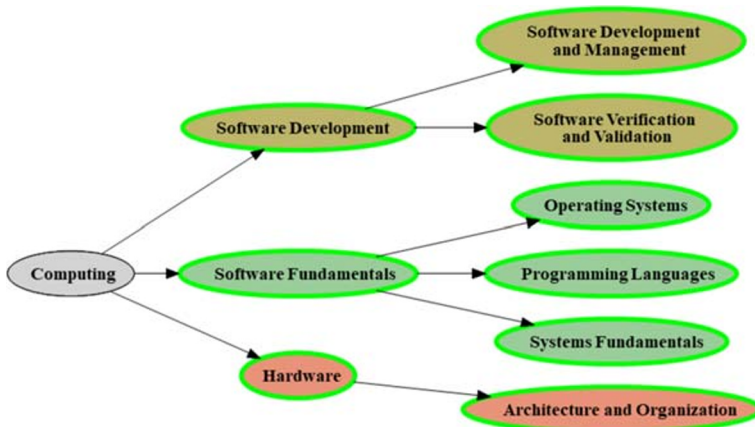 Software Development
and Management
Software Development
Software Verification
and Validation
Operating Systems
Computing
Software Fundamentals
Programming Languages
Systems Fundamentals
Hardware
Architecture and Organization